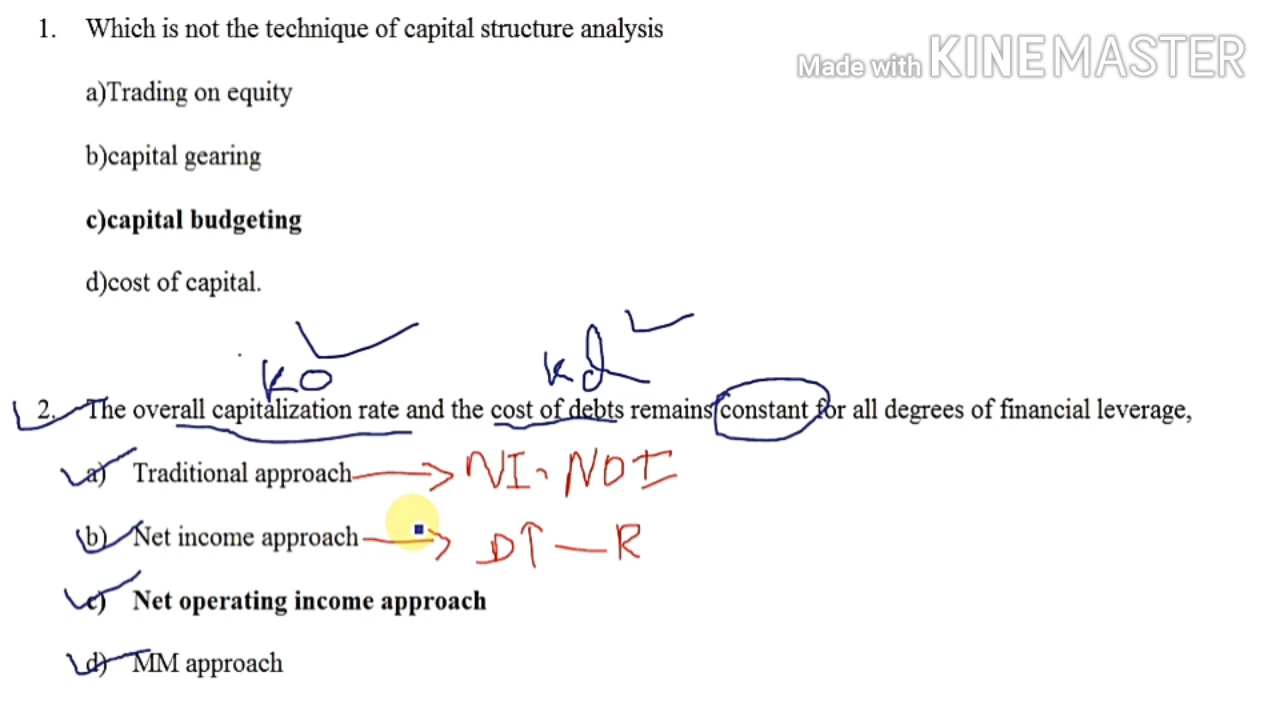 1. Which is not the technique of capital structure analysis
Made with KINEMASTER
a)Trading on equity
b)capital gearing
c)capital budgeting
d)cost of capital.
KO kd
2. The overall capitalization rate and the cost of debts remains constant for all degrees of financial leverage,
a) Traditional approach NI, NOI
b) Net income approach D↑ — R
c) Net operating income approach
d) MM approach